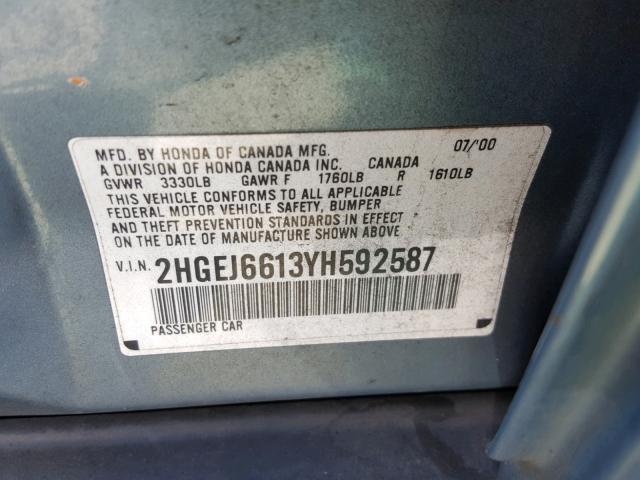 MFD. BY HONDA OF CANADA MFG. 07/'00
A DIVISION OF HONDA CANADA INC. CANADA
GVWR 3330LB GAWR F 1760LB R 1610LB
THIS VEHICLE CONFORMS TO ALL APPLICABLE
FEDERAL MOTOR VEHICLE SAFETY, BUMPER
AND THEFT PREVENTION STANDARDS IN EFFECT
ON THE DATE OF MANUFACTURE SHOWN ABOVE.
V.I.N. 2HGEJ6613YH592587
PASSENGER CAR